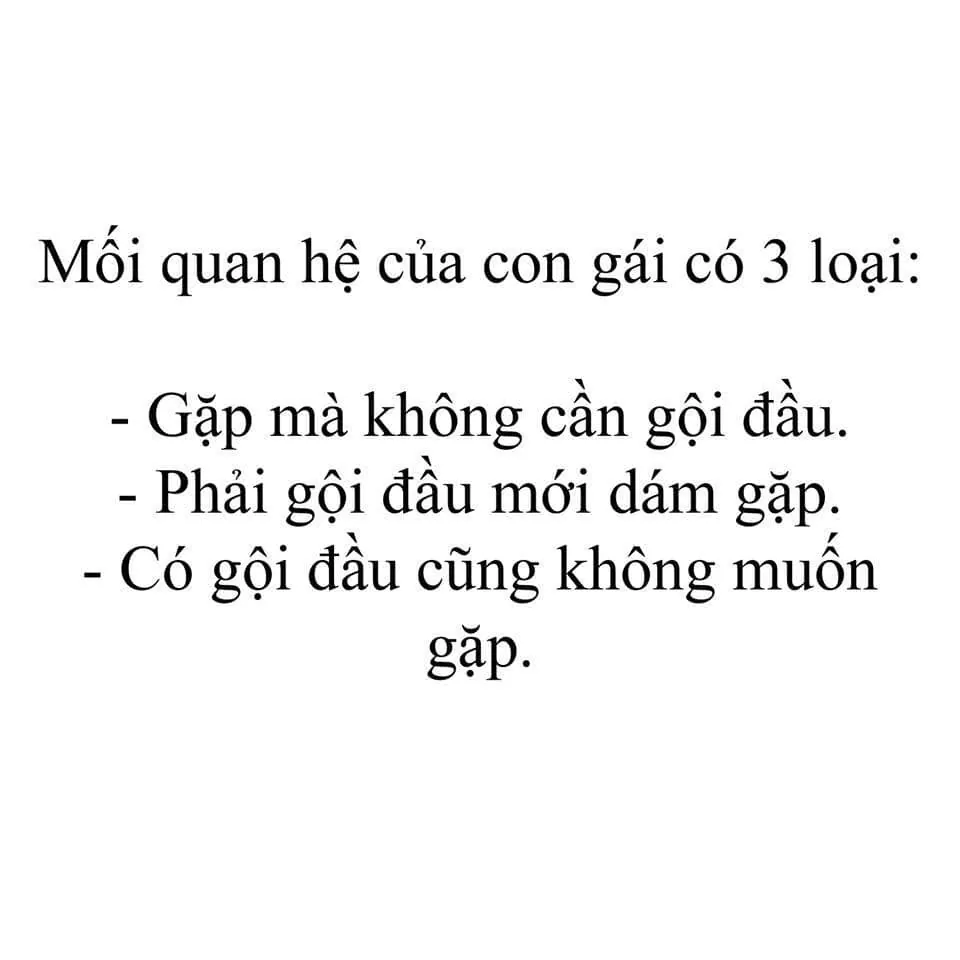 Mối quan hệ của con gái có 3 loại:
- Gặp mà không cần gội đầu.
- Phải gội đầu mới dám gặp.
- Có gội đầu cũng không muốn
gặp.